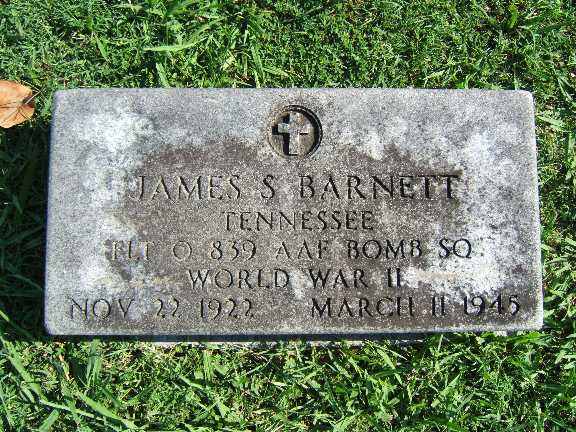 JAMES S BARNETT
TENNESSEE
FLT O 839 AAF BOMB SQ
WORLD WAR II
NOV 22 1922 MARCH 11 1945